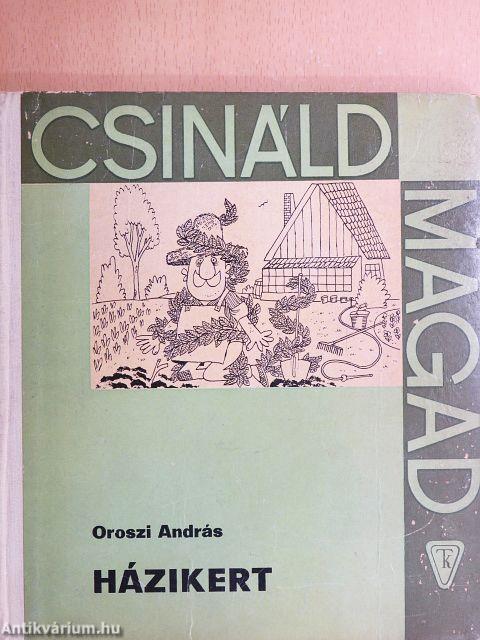 CSINÁLD
MAGAD
Oroszi András
HÁZIKERT
TK
Antikvárium.hu